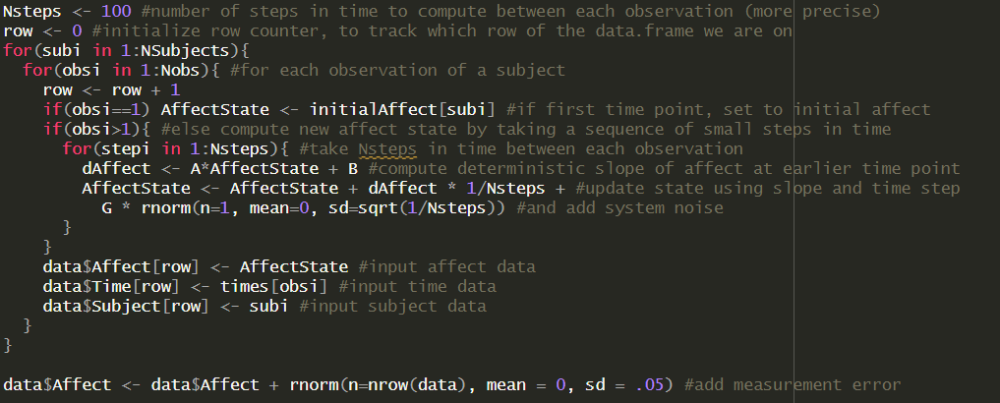 Nsteps <- 100 #number of steps in time to compute between each observation (more precise)
row <- 0 #initialize row counter, to track which row of the data.frame we are on
for(subi in 1:NSubjects){
  for(obsi in 1:Nobs){ #for each observation of a subject
    row <- row + 1
    if(obsi==1) AffectState <- initialAffect[subi] #if first time point, set to initial affect
    if(obsi>1){ #else compute new affect state by taking a sequence of small steps in time
      for(stepi in 1:Nsteps){ #take Nsteps in time between each observation
        dAffect <- A*AffectState + B #compute deterministic slope of affect at earlier time point
        AffectState <- AffectState + dAffect * 1/Nsteps + #update state using slope and time step
          G * rnorm(n=1, mean=0, sd=sqrt(1/Nsteps)) #and add system noise
      }
    }
    data$Affect[row] <- AffectState #input affect data
    data$Time[row] <- times[obsi] #input time data
    data$Subject[row] <- subi #input subject data
  }
}
data$Affect <- data$Affect + rnorm(n=nrow(data), mean = 0, sd = .05) #add measurement error